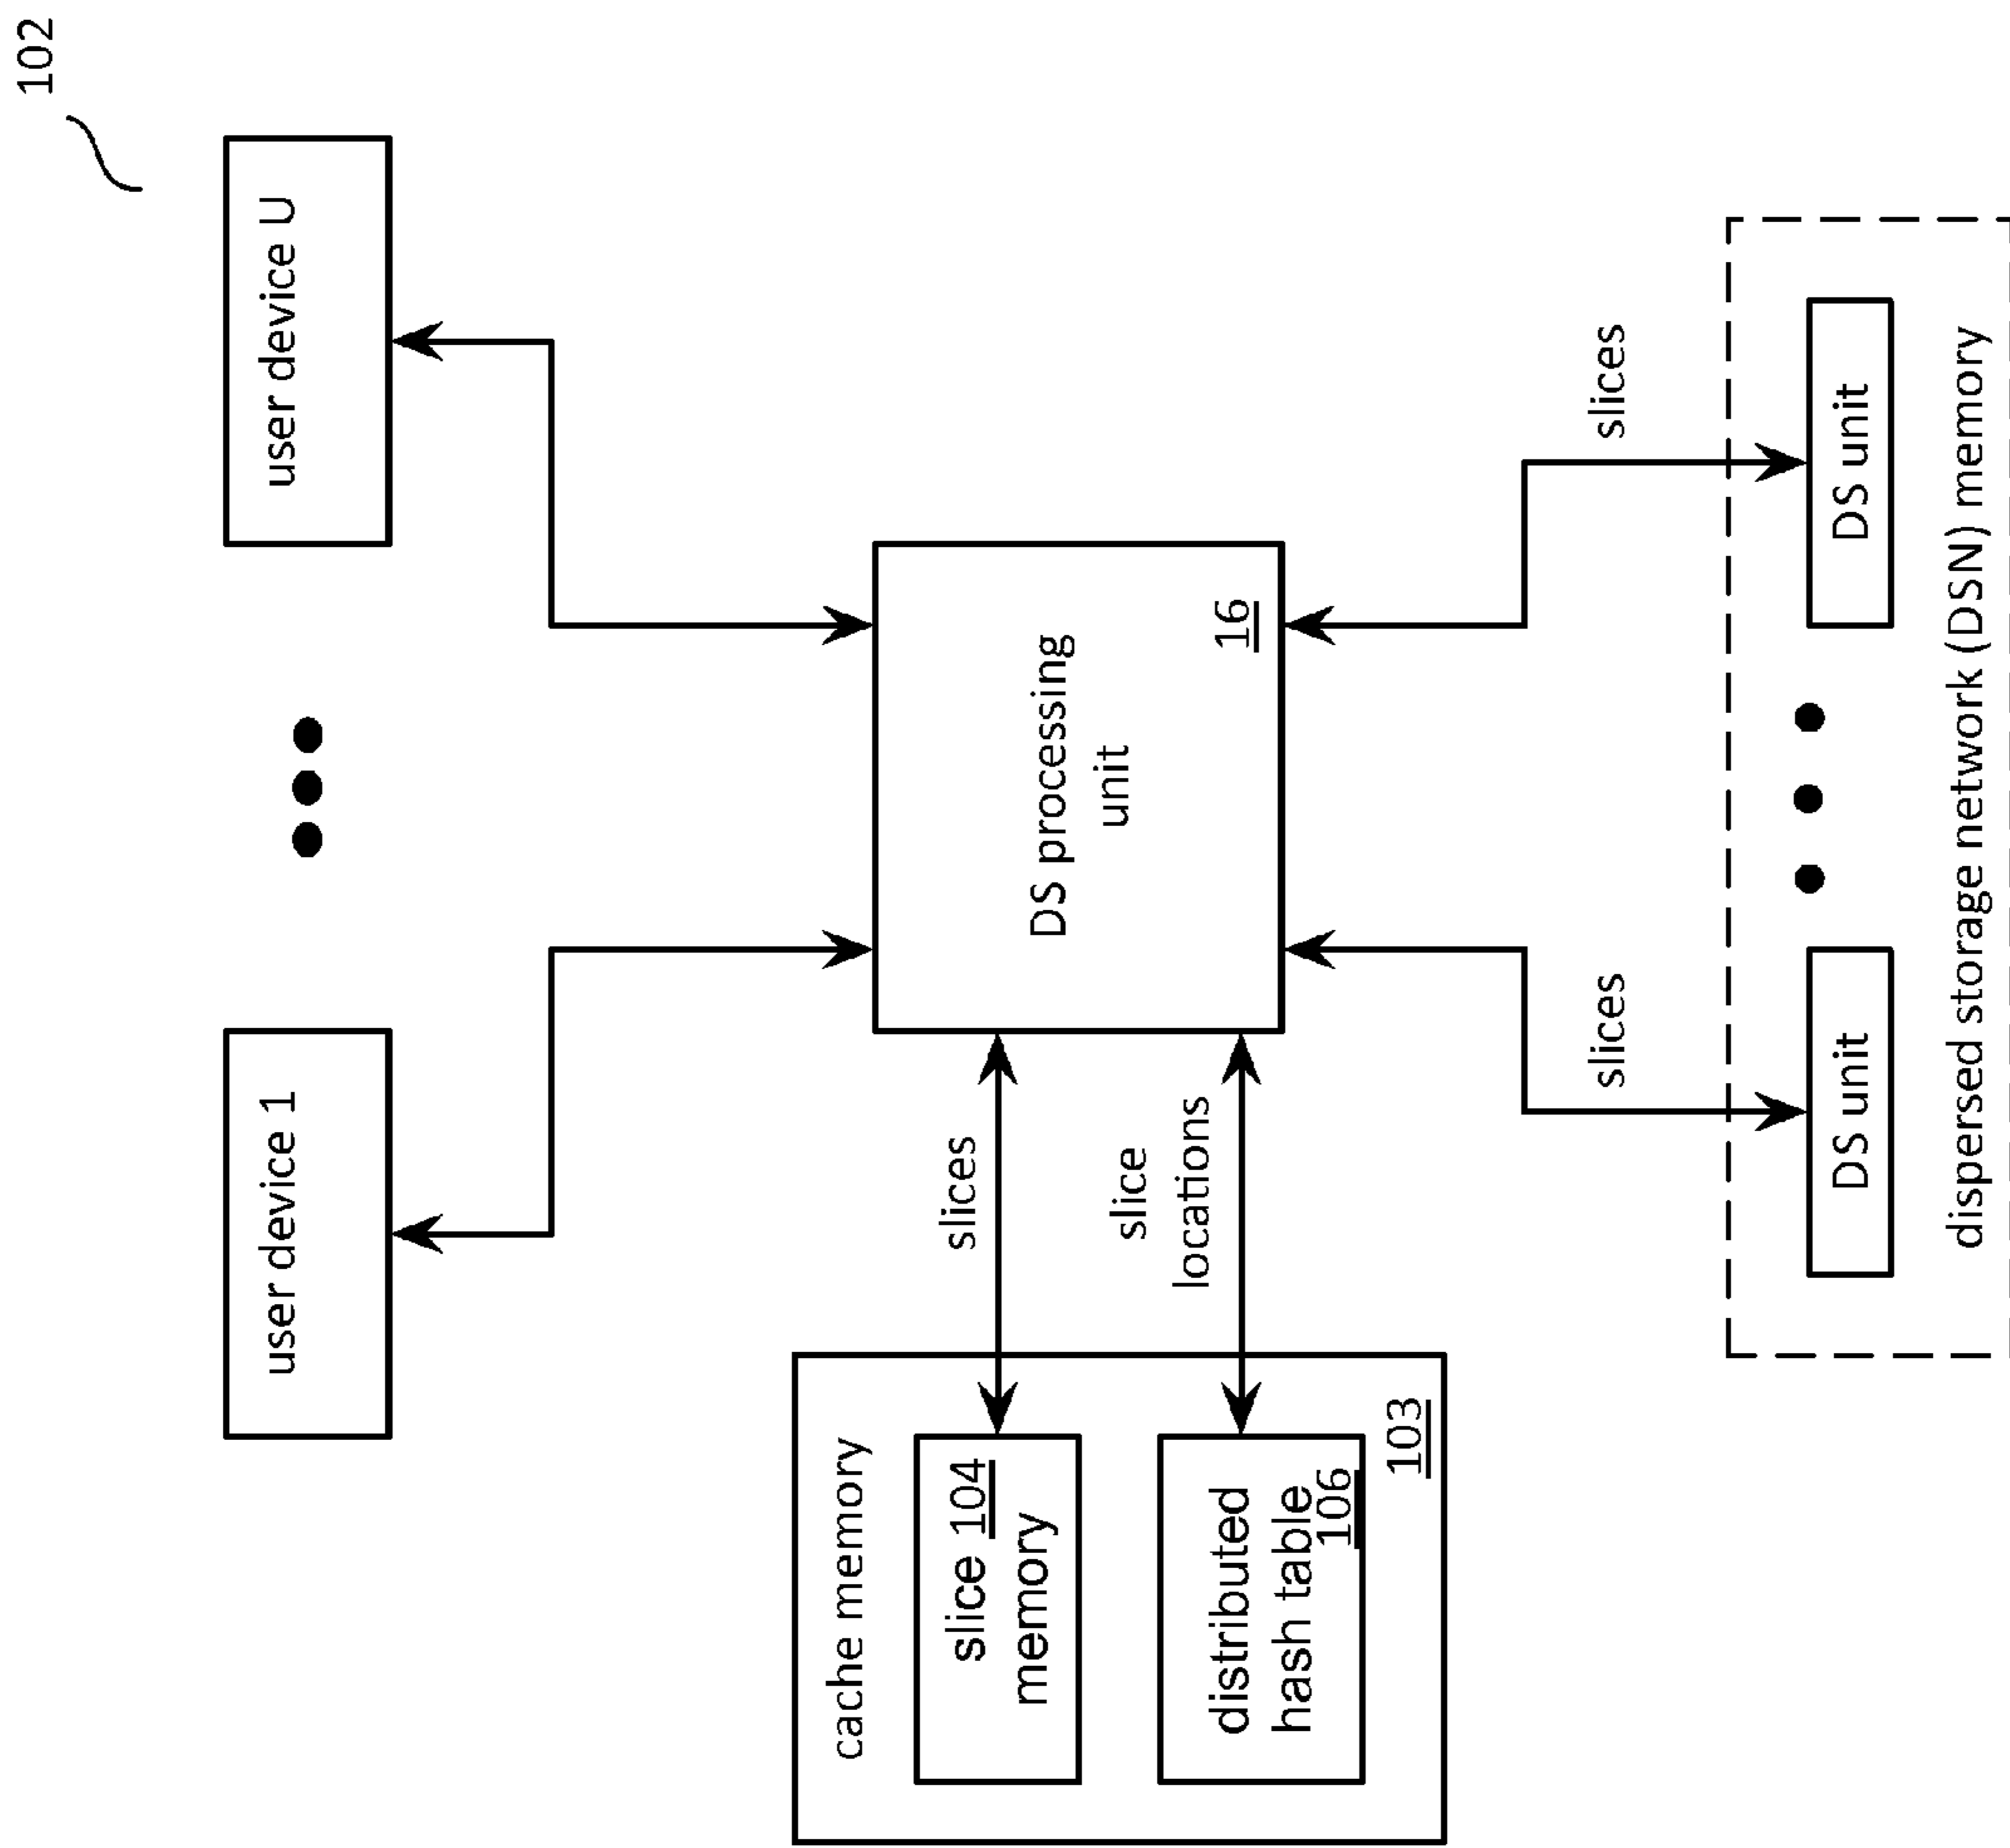 102
user device 1
user device U
cache memory
slice 104
memory
distributed
hash table
106
103
slices
slice
locations
DS processing
unit
16
slices
slices
DS unit
DS unit
dispersed storage network (DSN) memory